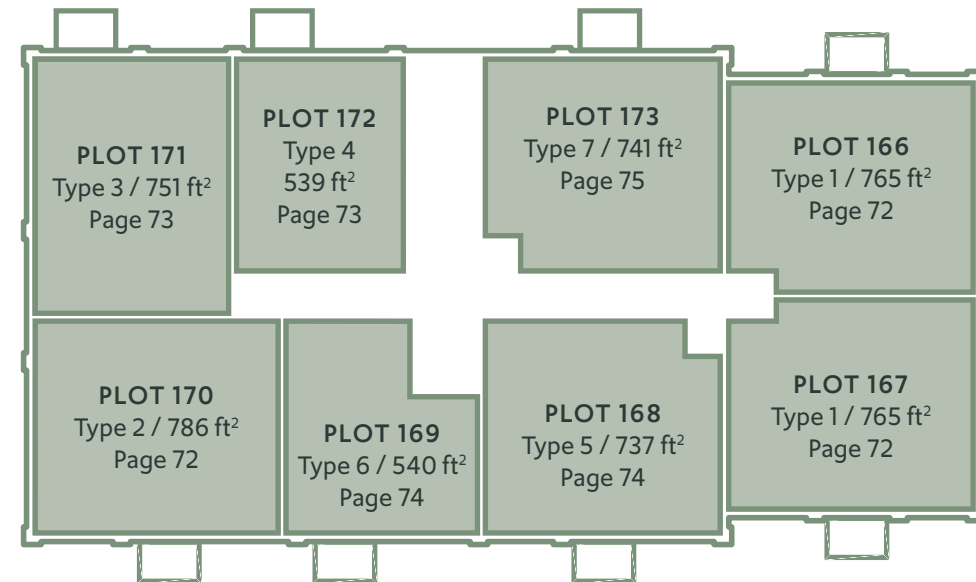 PLOT 171
Type 3 / 751 ft²
Page 73
PLOT 172
Type 4
539 ft²
Page 73
PLOT 173
Type 7 / 741 ft²
Page 75
PLOT 166
Type 1 / 765 ft²
Page 72
PLOT 170
Type 2 / 786 ft²
Page 72
PLOT 169
Type 6 / 540 ft²
Page 74
PLOT 168
Type 5 / 737 ft²
Page 74
PLOT 167
Type 1 / 765 ft²
Page 72